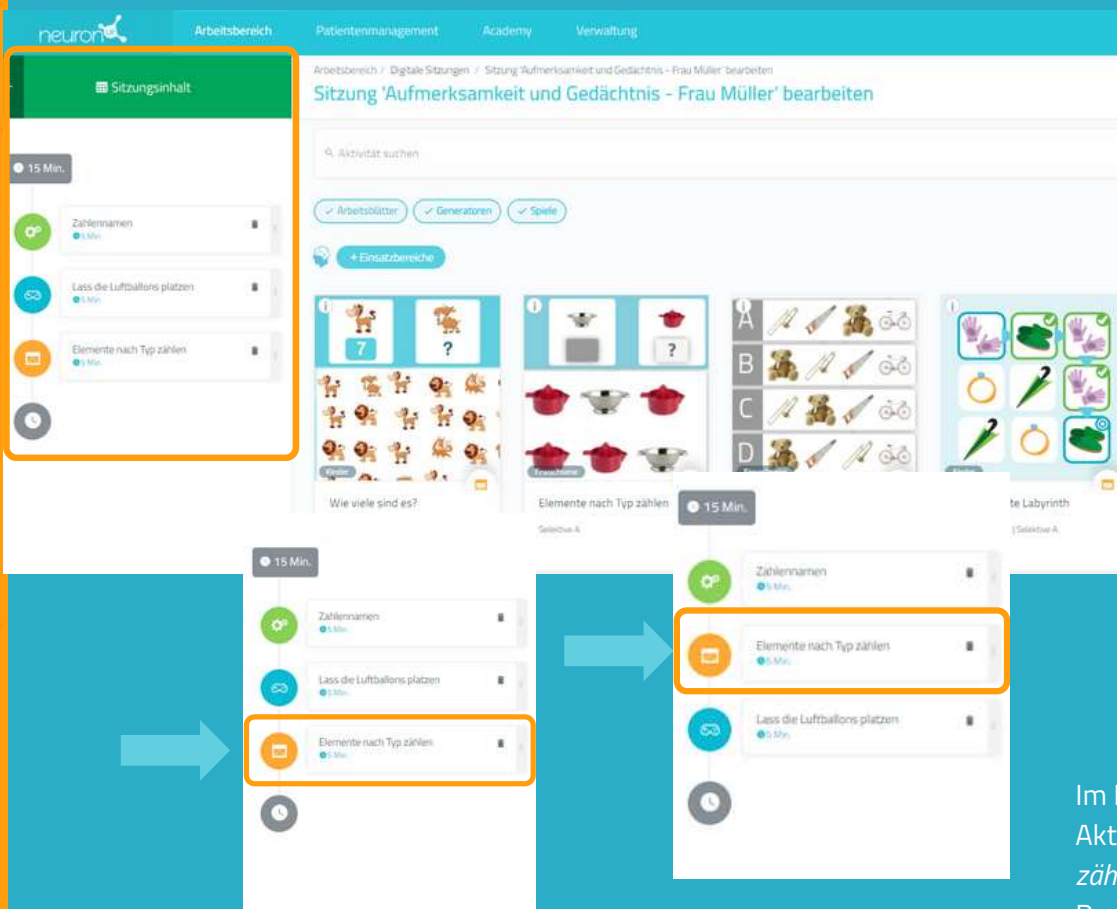 neuronUP
Arbeitsbereich
Patientenmanagement
Academy
Verwaltung
Sitzungsinhalt
Arbeitsbereich / Digitale Sitzungen / Sitzung 'Aufmerksamkeit und Gedächtnis - Frau Müller' bearbeiten
Sitzung 'Aufmerksamkeit und Gedächtnis - Frau Müller' bearbeiten
15 Min.
Zahlennamen
5 Min.
Lass die Luftballons platzen
5 Min.
Elemente nach Typ zählen
5 Min.
Aktivität suchen
Arbeitsblätter
Generatoren
Spiele
+ Einsatzbereiche
7
?
Kinder
Wie viele sind es?
?
Erwachsene
Elemente nach Typ zählen
Selektive A.
A
B
C
D
Kinder
te Labyrinth
| Selektive A.
15 Min.
Zahlennamen
5 Min.
Lass die Luftballons platzen
5 Min.
Elemente nach Typ zählen
5 Min.
15 Min.
Zahlennamen
5 Min.
Elemente nach Typ zählen
5 Min.
Lass die Luftballons platzen
5 Min.
Im
Akt
zäh